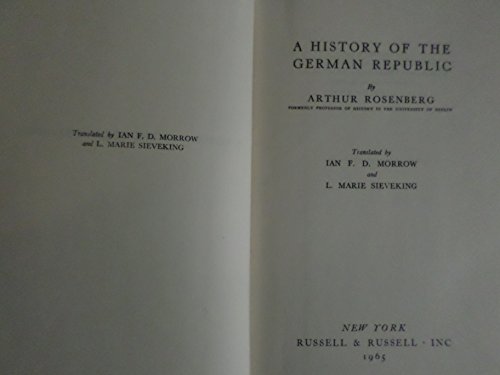 Translated by IAN F. D. MORROW
and L. MARIE SIEVEKING
A HISTORY OF THE
GERMAN REPUBLIC
By
ARTHUR ROSENBERG
FORMERLY PROFESSOR OF HISTORY IN THE UNIVERSITY OF BERLIN
Translated by
IAN F. D. MORROW
and
L. MARIE SIEVEKING
NEW YORK
RUSSELL & RUSSELL · INC
1965